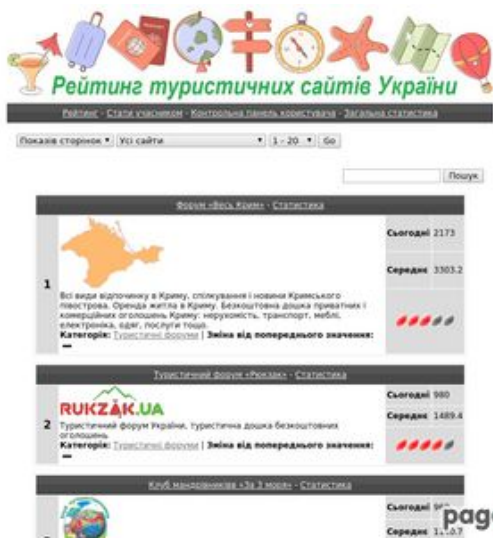 Рейтинг туристичних сайтів України
Рейтинг - Стати учасником - Контрольна панель користувача - Загальна статистика
Показів сторінок Усі сайти 1 - 20 Go
Пошук
Форум «Весь Крим» - Статистика
1
Сьогодні 2173
Середнє 3303.2
Всі види відпочинку в Криму, спілкування і новини Кримського
півострова. Оренда житла в Криму. Безкоштовна дошка приватних і
комерційних оголошень Криму: нерухомість, транспорт, меблі,
електроніка, одяг, послуги тощо.
Категорія: Туристичні форуми | Зміна від попереднього значення:
Туристичний форум «Рюкзак» - Статистика
2
RUKZAK.UA
Сьогодні 980
Середнє 1489.4
Туристичний форум України, туристична дошка безкоштовних
оголошень
Категорія: Туристичні форуми | Зміна від попереднього значення:
Клуб мандрівників «За 3 моря» - Статистика
Сьогодні
Середнє